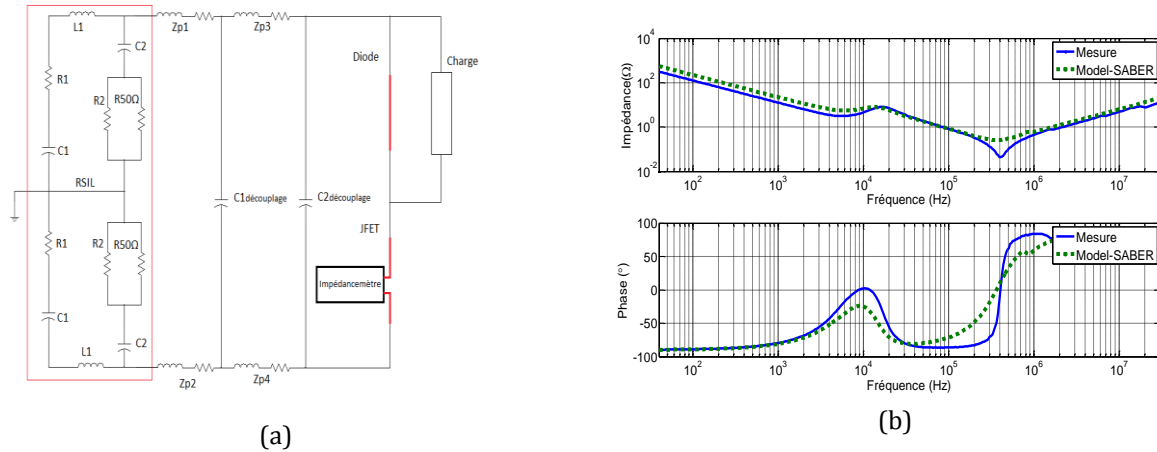 L1
Zp1
Zp3
C2
R1
R2
R50Ω
Diode
Charge
C1
RSIL
C1découplage
C2découplage
R1
R2
R50Ω
JFET
Impédancemètre
C1
L1
C2
Zp2
Zp4
(a)
Impédance(Ω)
10^4
10^2
10^0
10^-2
Mesure
Model-SABER
10^2
10^3
10^4
10^5
10^6
10^7
Fréquence (Hz)
Phase (°)
100
50
0
-50
-100
Mesure
Model-SABER
10^2
10^3
10^4
10^5
10^6
10^7
Fréquence (Hz)
(b)